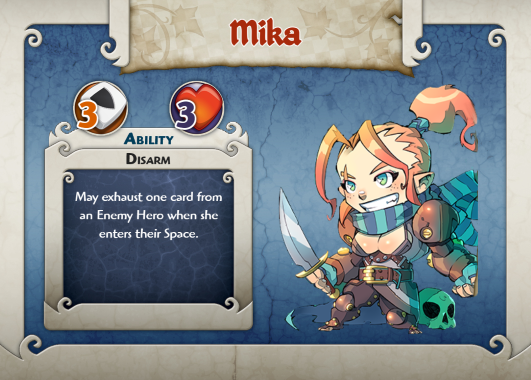 Mika
3 3
Ability
Disarm
May exhaust one card from
an Enemy Hero when she
enters their Space.